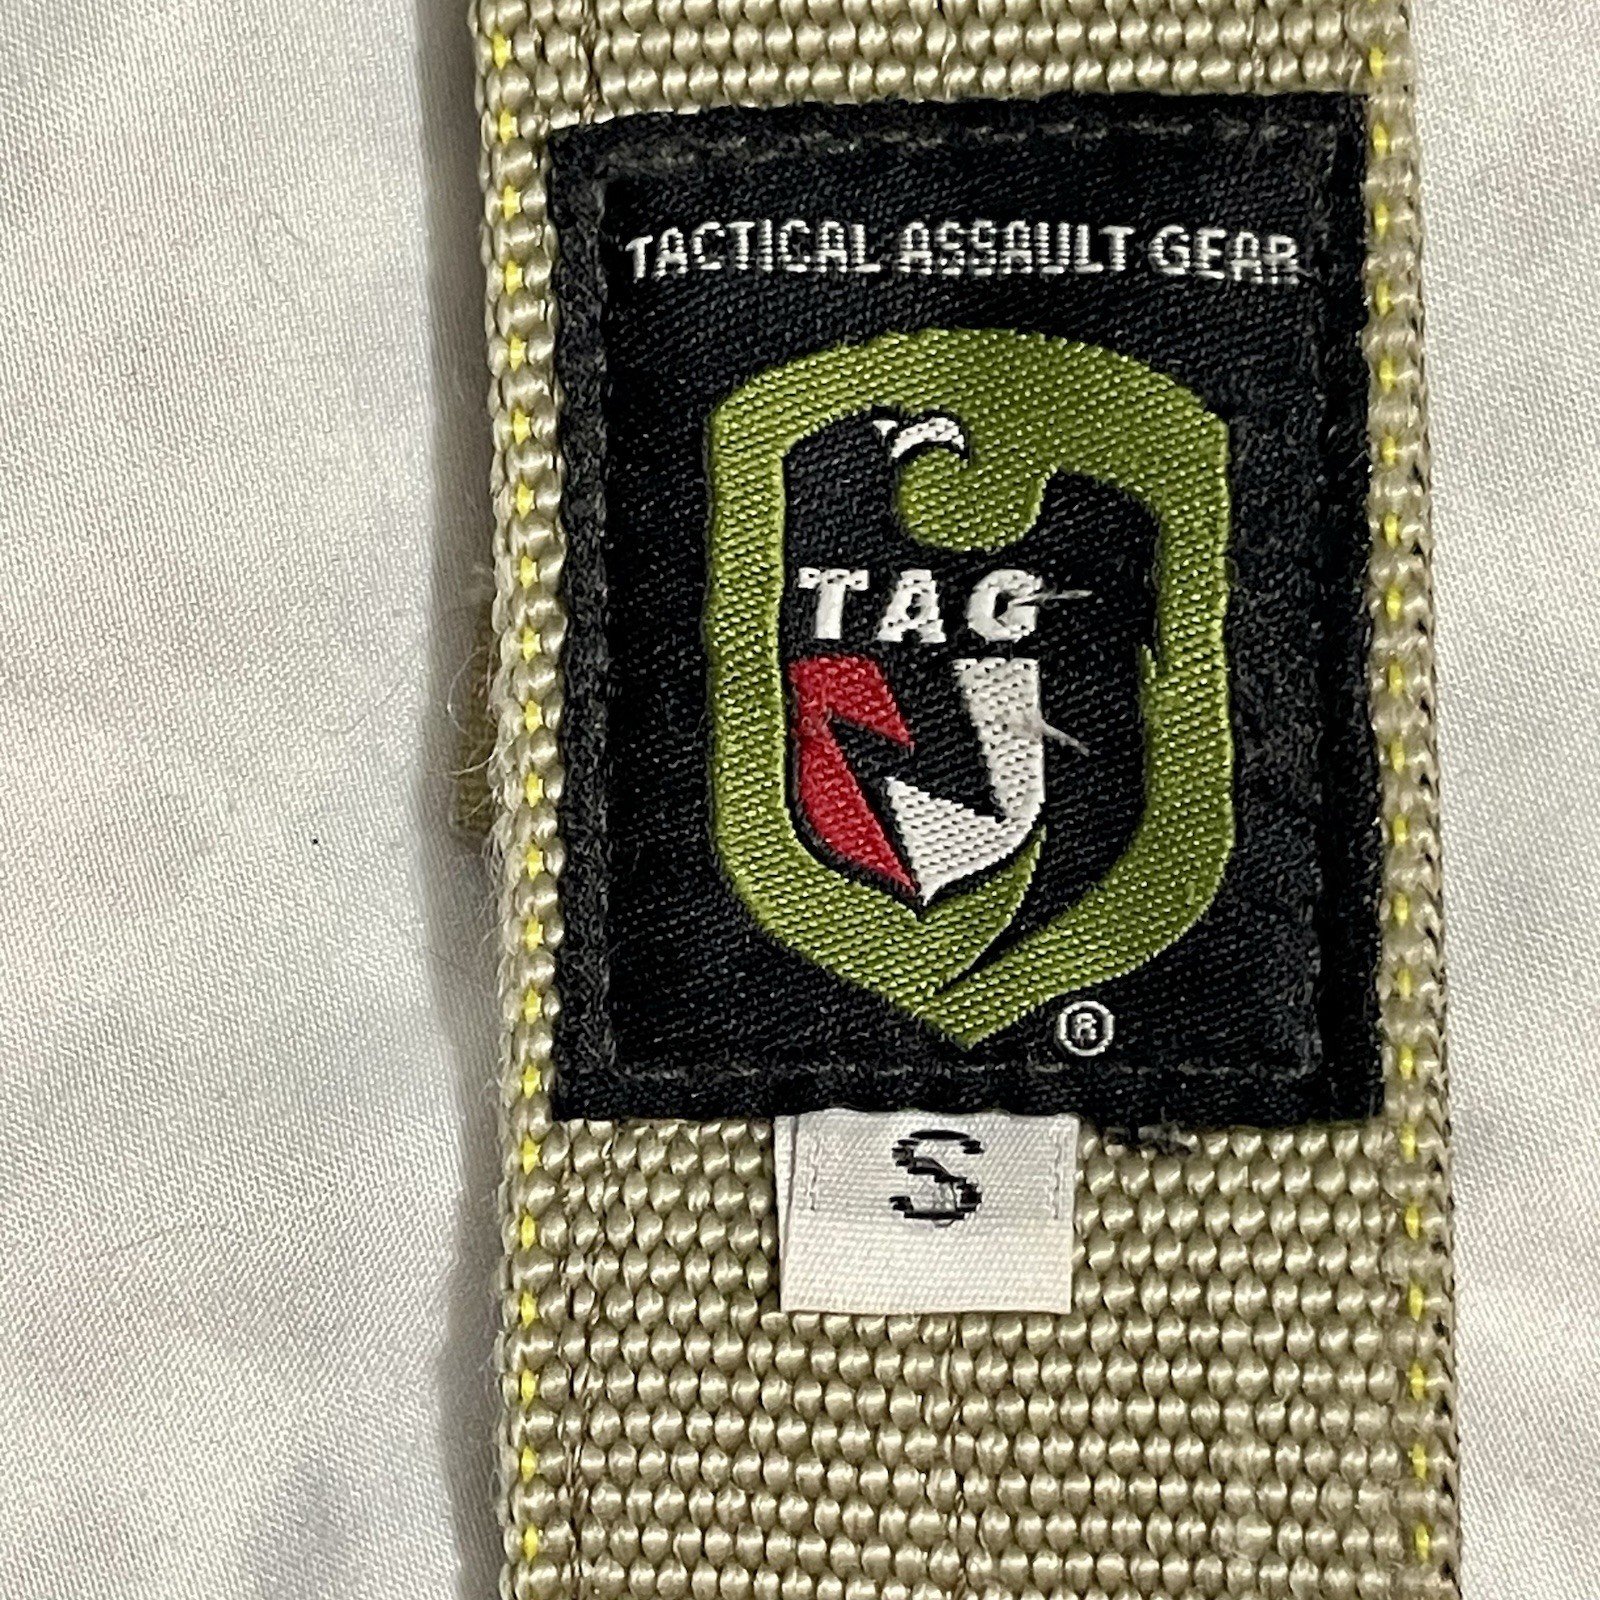 TACTICAL ASSAULT GEAR
TAG
®
S